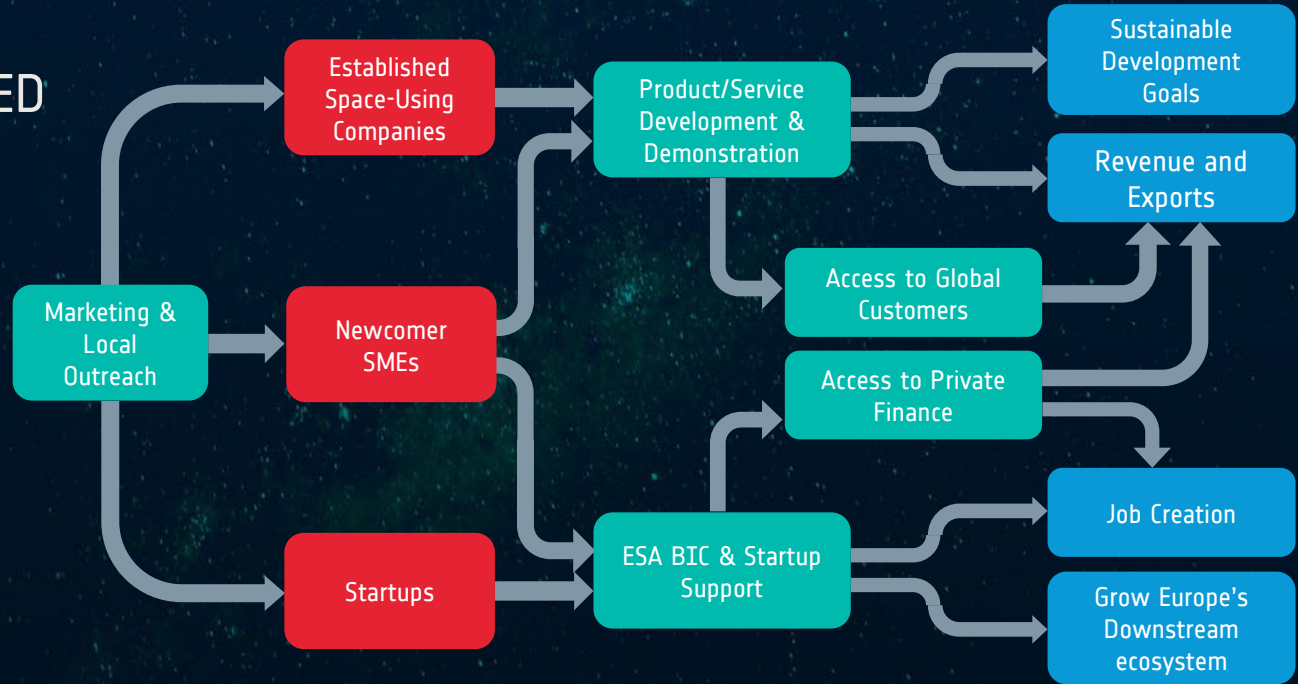 ED
Established
Space-Using
Companies
Product/Service
Development &
Demonstration
Sustainable
Development
Goals
Revenue and
Exports
Access to Global
Customers
Marketing &
Local
Outreach
Newcomer
SMEs
Access to Private
Finance
Job Creation
ESA BIC & Startup
Support
Startups
Grow Europe's
Downstream
ecosystem